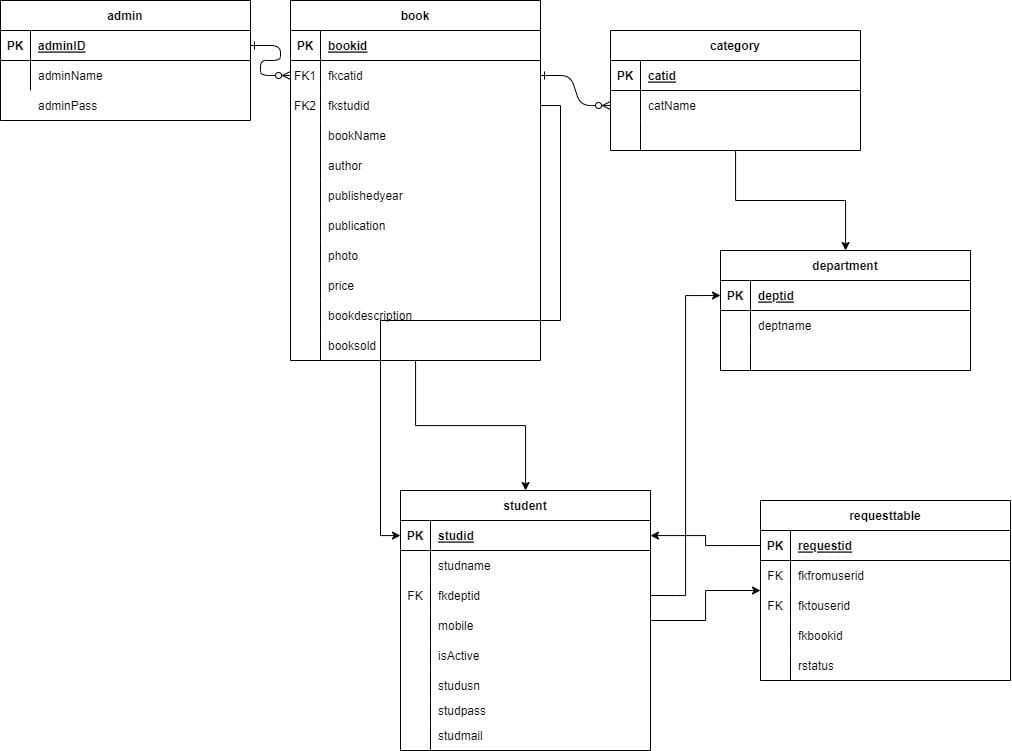 admin
PK adminID
adminName
adminPass
book
PK bookid
FK1 fkcatid
FK2 fkstudid
bookName
author
publishedyear
publication
photo
price
bookdescription
booksold
category
PK catid
catName
department
PK deptid
deptname
student
PK studid
studname
FK fkdeptid
mobile
isActive
studusn
studpass
studmail
requesttable
PK requestid
FK fkfromuserid
FK fktouserid
fkbookid
rstatus